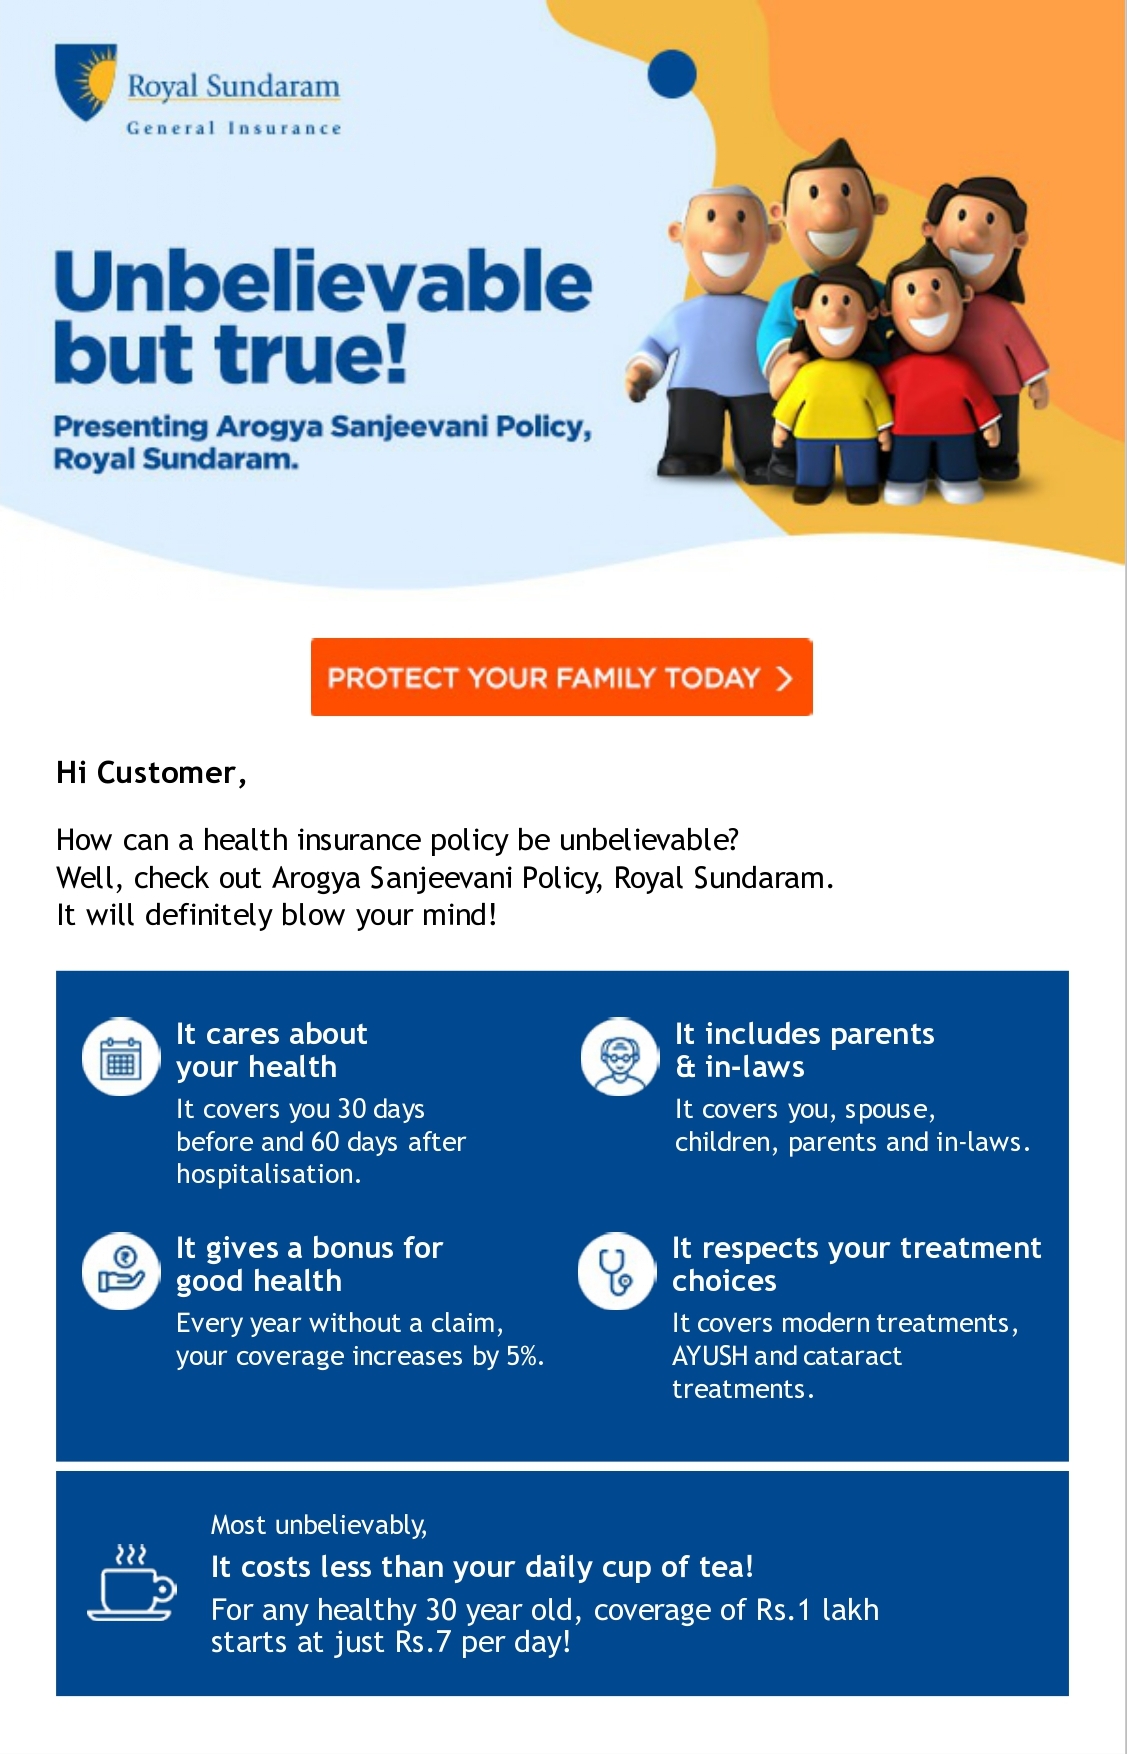 Royal Sundaram
General Insurance
Unbelievable
but true!
Presenting Arogya Sanjeevani Policy,
Royal Sundaram.
PROTECT YOUR FAMILY TODAY >
Hi Customer,
How can a health insurance policy be unbelievable?
Well, check out Arogya Sanjeevani Policy, Royal Sundaram.
It will definitely blow your mind!
It cares about
your health
It covers you 30 days
before and 60 days after
hospitalisation.
It includes parents
& in-laws
It covers you, spouse,
children, parents and in-laws.
It gives a bonus for
good health
Every year without a claim,
your coverage increases by 5%.
It respects your treatment
choices
It covers modern treatments,
AYUSH and cataract
treatments.
Most unbelievably,
It costs less than your daily cup of tea!
For any healthy 30 year old, coverage of Rs.1 lakh
starts at just Rs.7 per day!